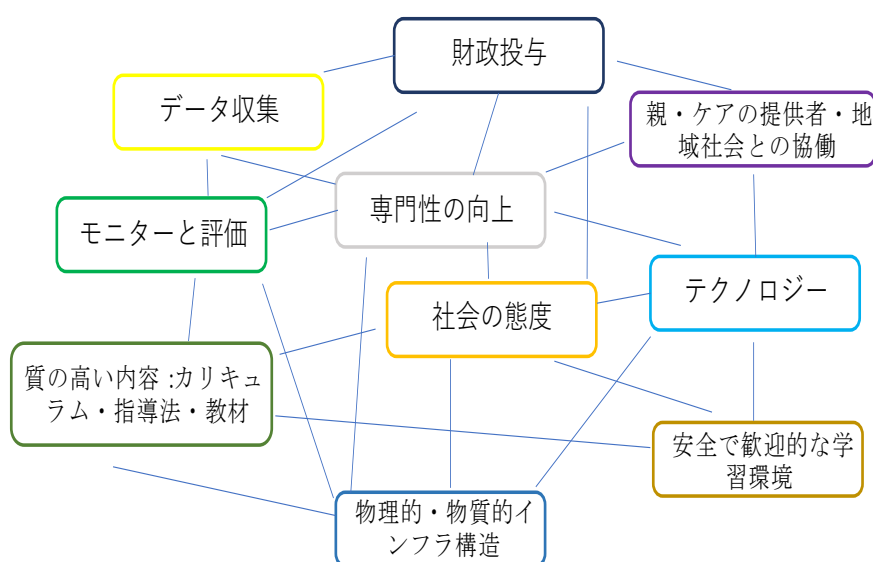 財政投与
データ収集
親・ケアの提供者・地
域社会との協働
専門性の向上
モニターと評価
テクノロジー
社会の態度
質の高い内容:カリキュ
ラム・指導法・教材
安全で歓迎的な学
習環境
物理的・物質的イ
ンフラ構造